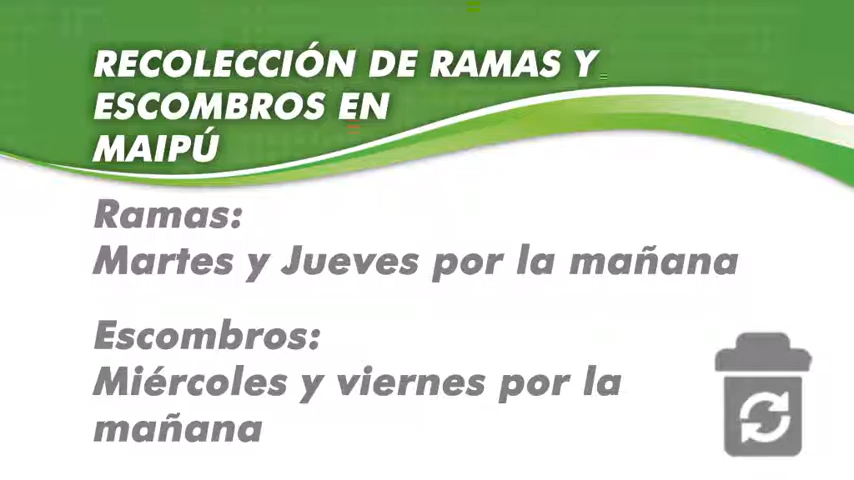 RECOLECCIÓN DE RAMAS Y
ESCOMBROS EN
MAIPÚ
Ramas:
Martes y Jueves por la mañana
Escombros:
Miércoles y viernes por la
mañana